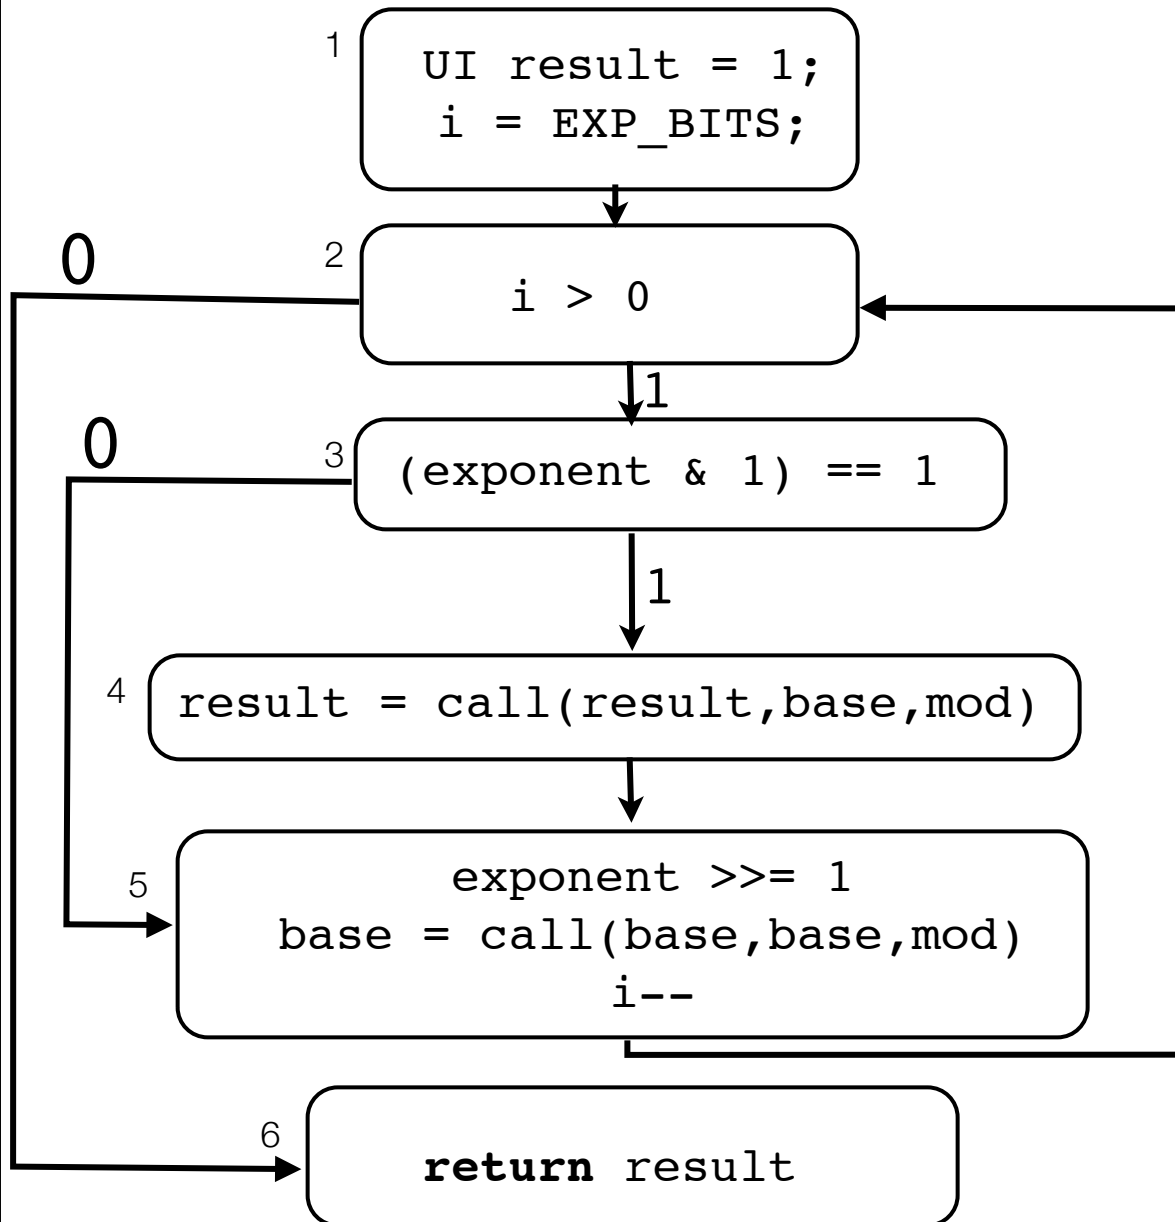 1
UI result = 1;
i = EXP_BITS;
0
2
i > 0
1
0
3
(exponent & 1) == 1
1
4
result = call(result,base,mod)
5
exponent >>= 1
base = call(base,base,mod)
i--
6
return result